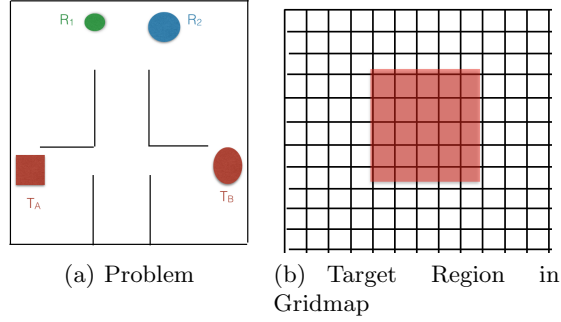 R1
R2
TA
TB
(a) Problem
(b) Target Region in
Gridmap